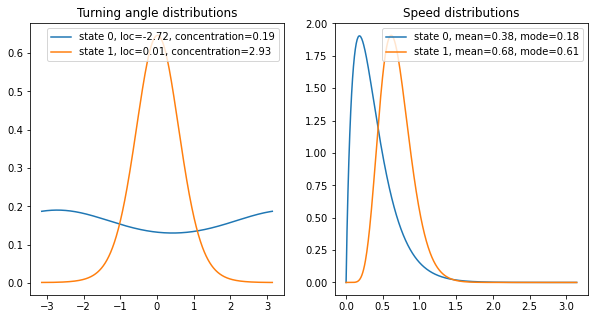 Turning angle distributions
state 0, loc=-2.72, concentration=0.19
state 1, loc=0.01, concentration=2.93
0.6
0.5
0.4
0.3
0.2
0.1
0.0
−3 −2 −1 0 1 2 3
Speed distributions
state 0, mean=0.38, mode=0.18
state 1, mean=0.68, mode=0.61
2.00
1.75
1.50
1.25
1.00
0.75
0.50
0.25
0.00
0.0 0.5 1.0 1.5 2.0 2.5 3.0